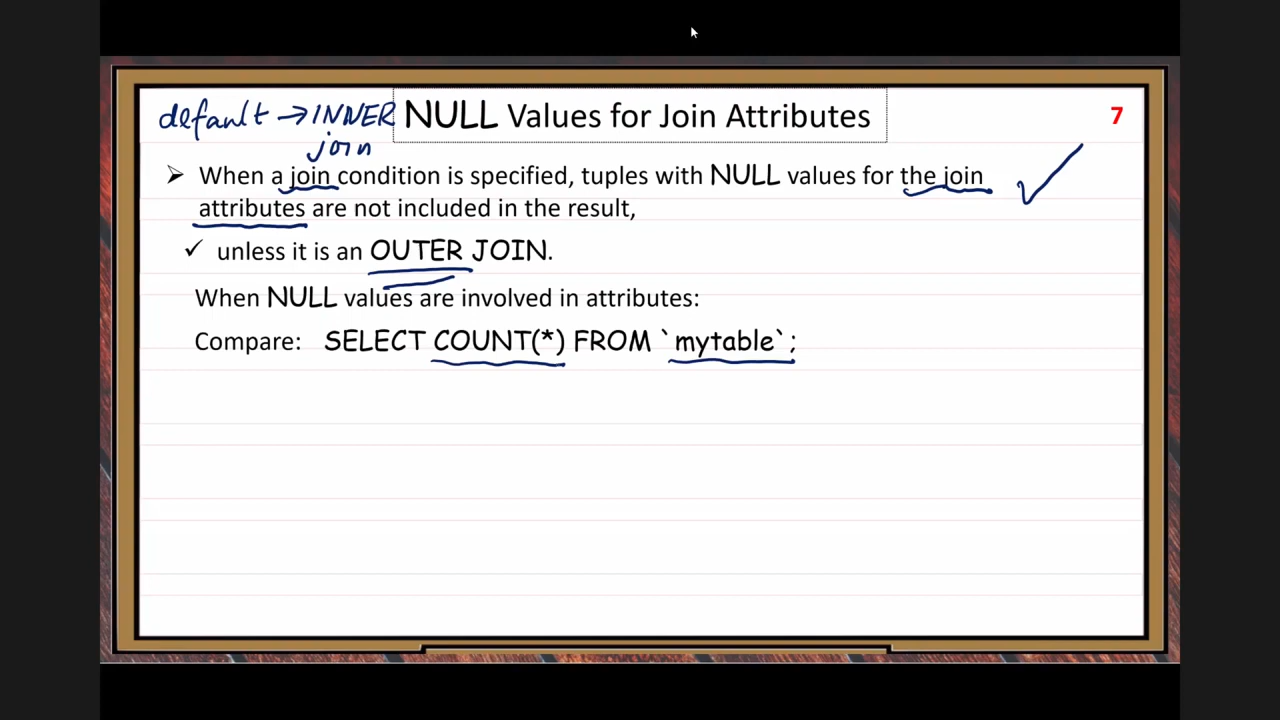 default → INNER
join
NULL Values for Join Attributes
7
➤ When a join condition is specified, tuples with NULL values for the join
attributes are not included in the result,
✓ unless it is an OUTER JOIN.
When NULL values are involved in attributes:
Compare: SELECT COUNT(*) FROM `mytable`;